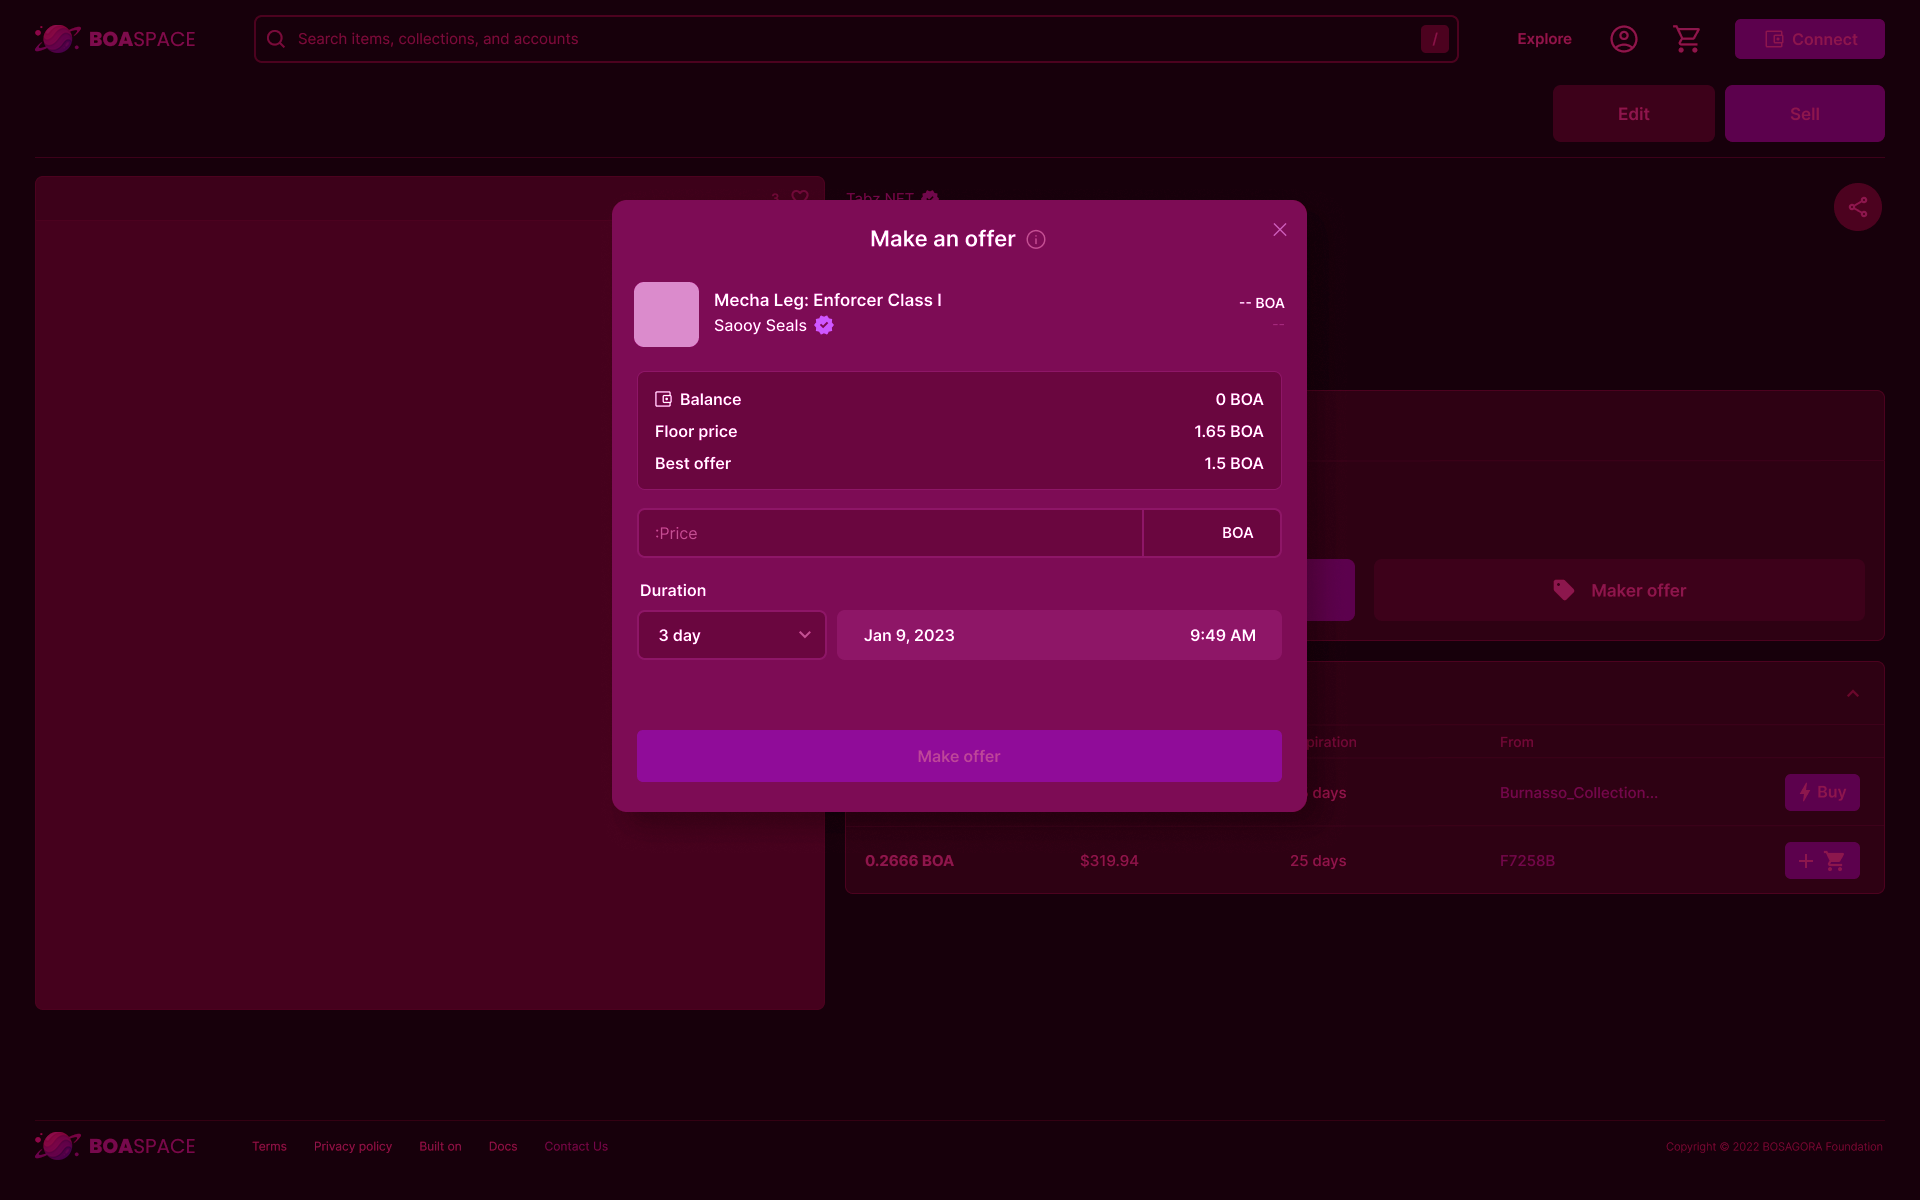 BOASPACE
Search items, collections, and accounts
/
Explore
Connect
Edit
Sell
3
Tabz NFT
Make an offer
Mecha Leg: Enforcer Class I
-- BOA
Saooy Seals
--
Balance
0 BOA
Floor price
1.65 BOA
Best offer
1.5 BOA
:Price
BOA
Duration
3 day
Jan 9, 2023
9:49 AM
Make offer
Maker offer
piration
From
days
Burnasso_Collection...
Buy
0.2666 BOA
$319.94
25 days
F7258B
BOASPACE
Terms
Privacy policy
Built on
Docs
Contact Us
Copyright © 2022 BOSAGORA Foundation